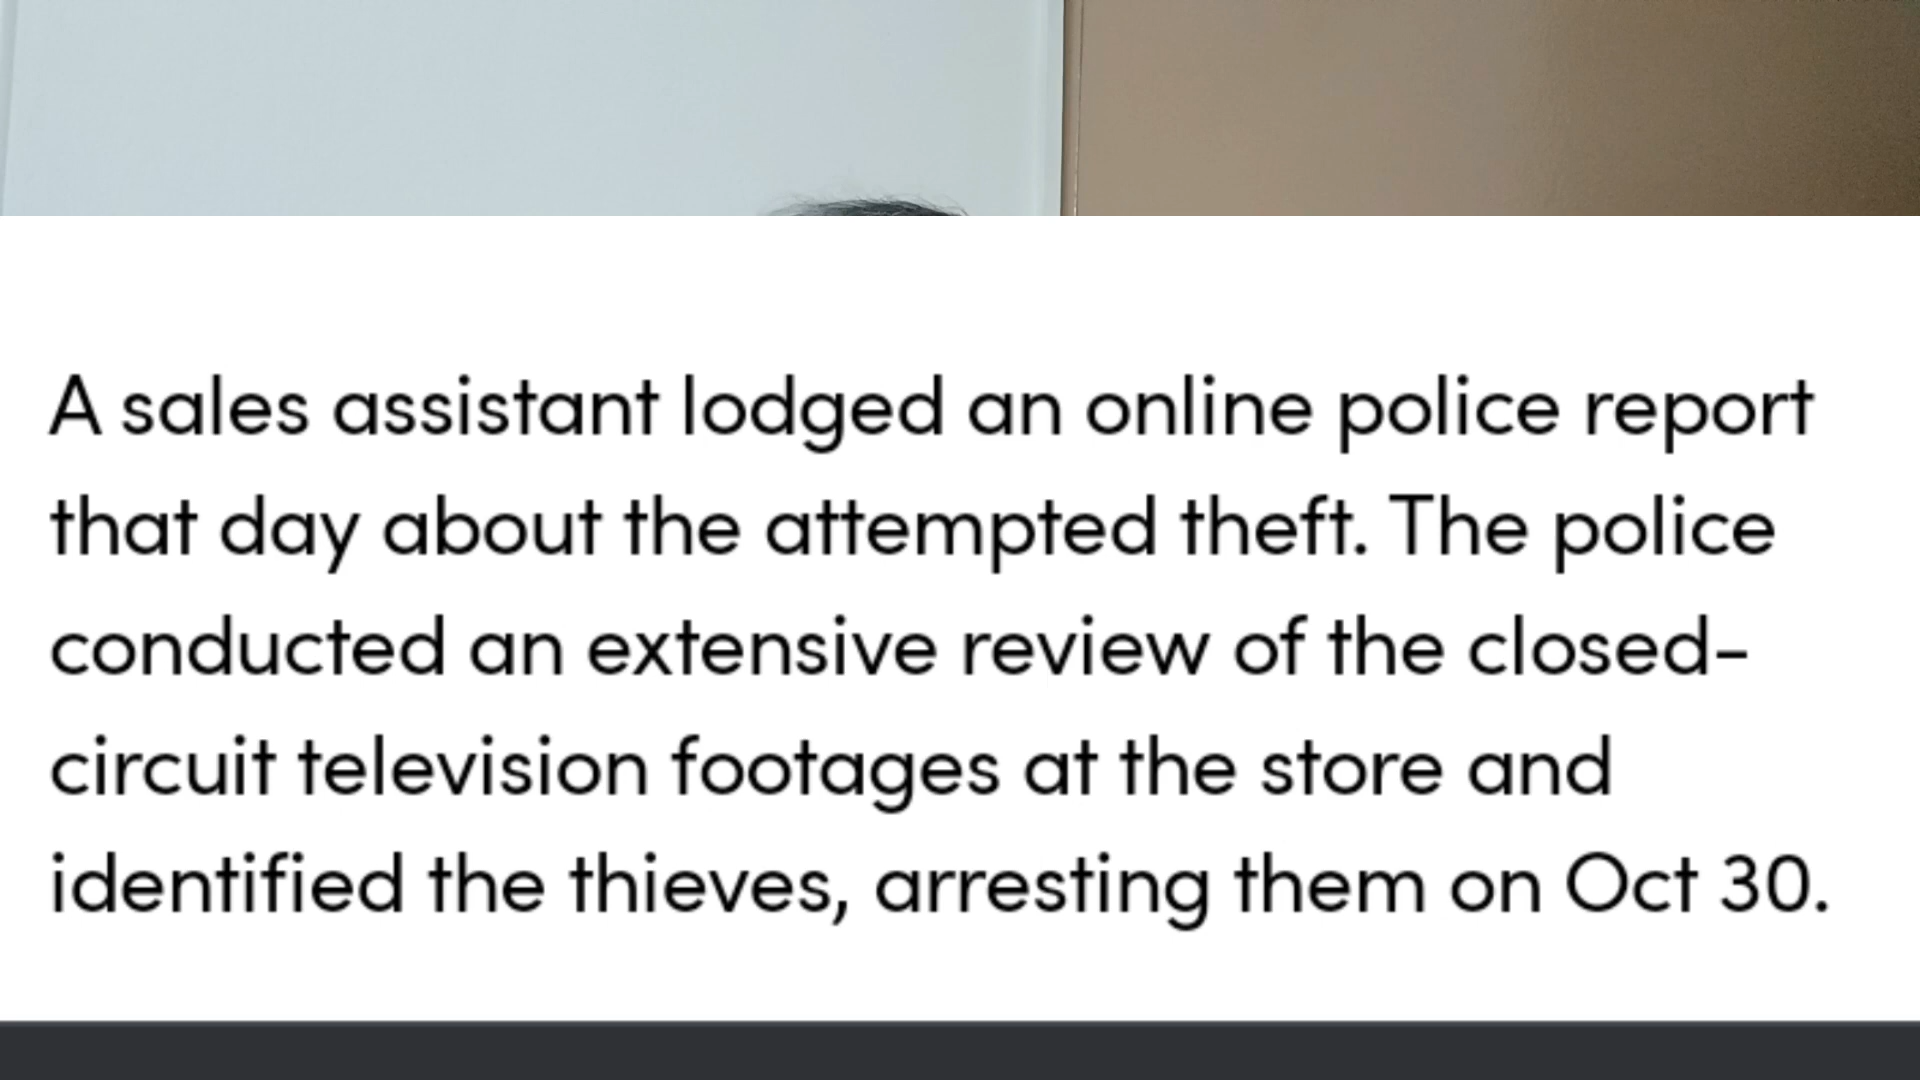 A sales assistant lodged an online police report
that day about the attempted theft. The police
conducted an extensive review of the closed-
circuit television footages at the store and
identified the thieves, arresting them on Oct 30.